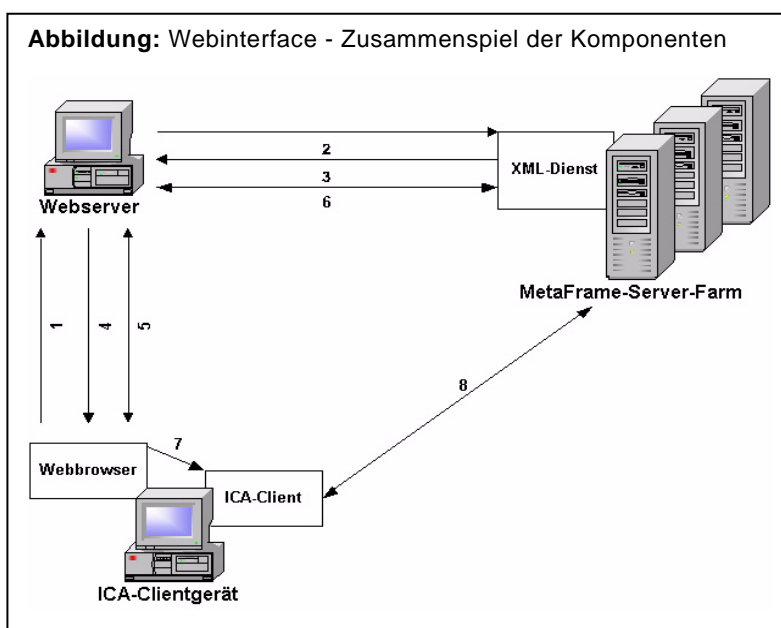 Abbildung: Webinterface - Zusammenspiel der Komponenten
2
XML-Dienst
3
Webserver
6
MetaFrame-Server-Farm
1
4
5
8
7
Webbrowser
ICA-Client
ICA-Clientgerät